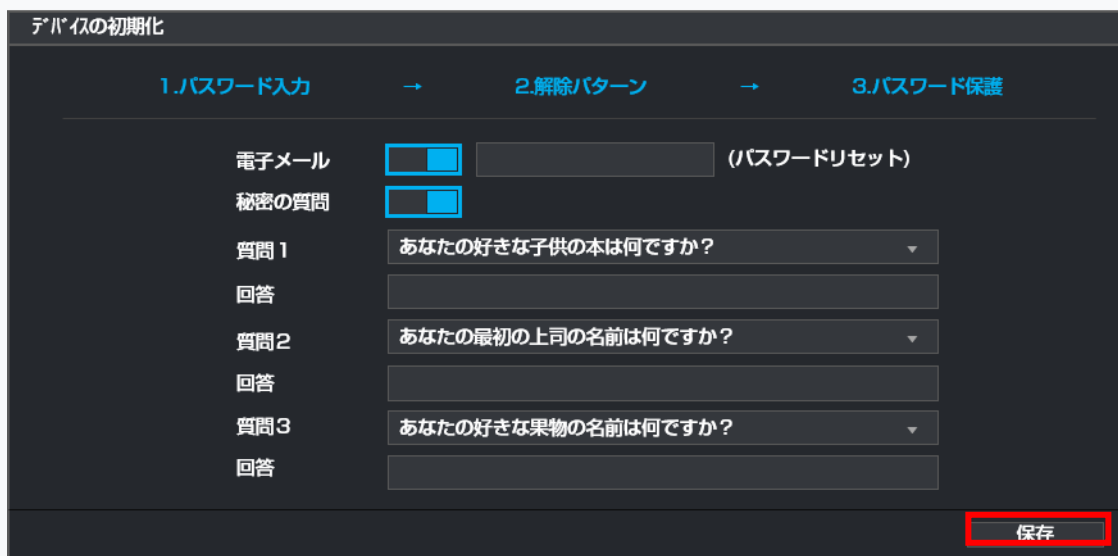 ﾃﾞﾊﾞｲｽの初期化
1.パスワード入力 → 2.解除パターン → 3.パスワード保護
電子メール (パスワードリセット)
秘密の質問
質問1 あなたの好きな子供の本は何ですか？
回答
質問2 あなたの最初の上司の名前は何ですか？
回答
質問3 あなたの好きな果物の名前は何ですか？
回答
保存